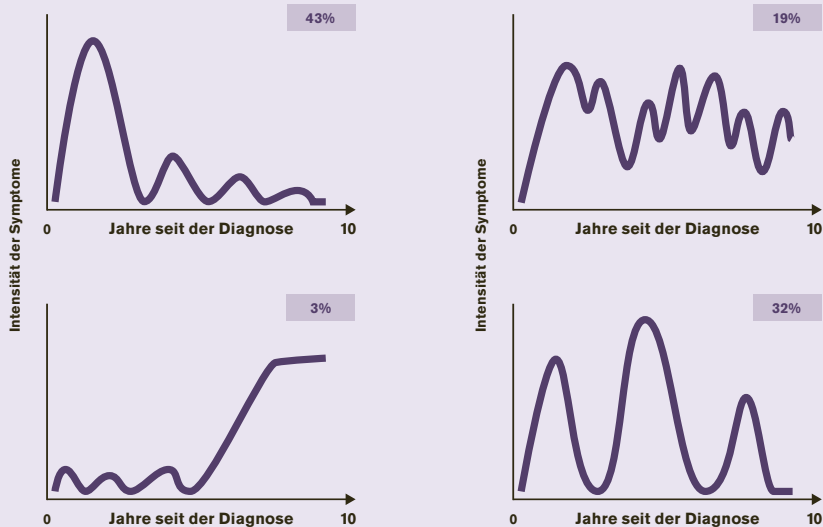 43%
19%
Intensität der Symptome
Intensität der Symptome
0 Jahre seit der Diagnose 10
0 Jahre seit der Diagnose 10
3%
32%
0 Jahre seit der Diagnose 10
0 Jahre seit der Diagnose 10